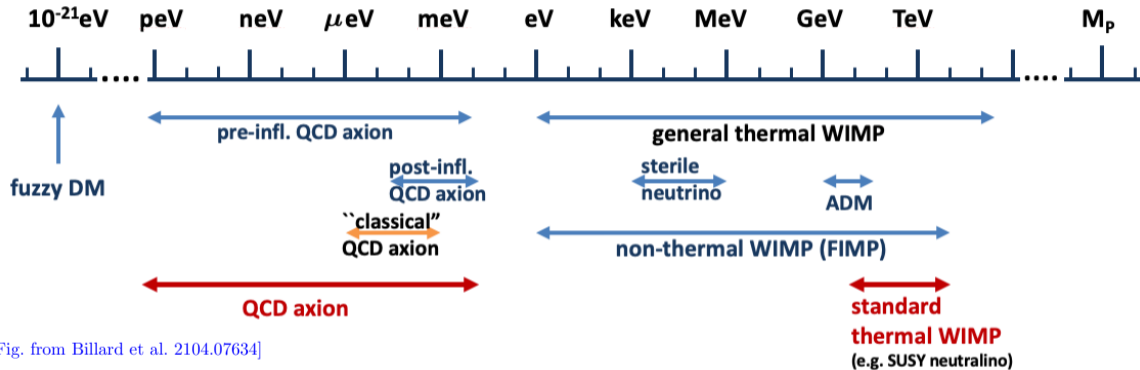 10⁻²¹eV peV neV μeV meV eV keV MeV GeV TeV Mₚ
pre-infl. QCD axion
general thermal WIMP
fuzzy DM
post-infl.
QCD axion
sterile
neutrino
ADM
``classical”
QCD axion
non-thermal WIMP (FIMP)
QCD axion
standard
thermal WIMP
(e.g. SUSY neutralino)
Fig. from Billard et al. 2104.07634]